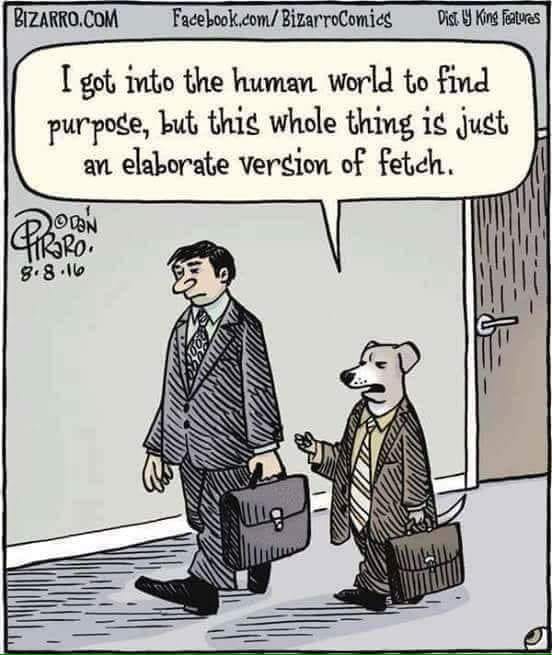 BIZARRO.COM Facebook.com/BizarroComics Dist. by King Features
I got into the human world to find
purpose, but this whole thing is just
an elaborate version of fetch.
© DAN
PIRARO.
8.8.16